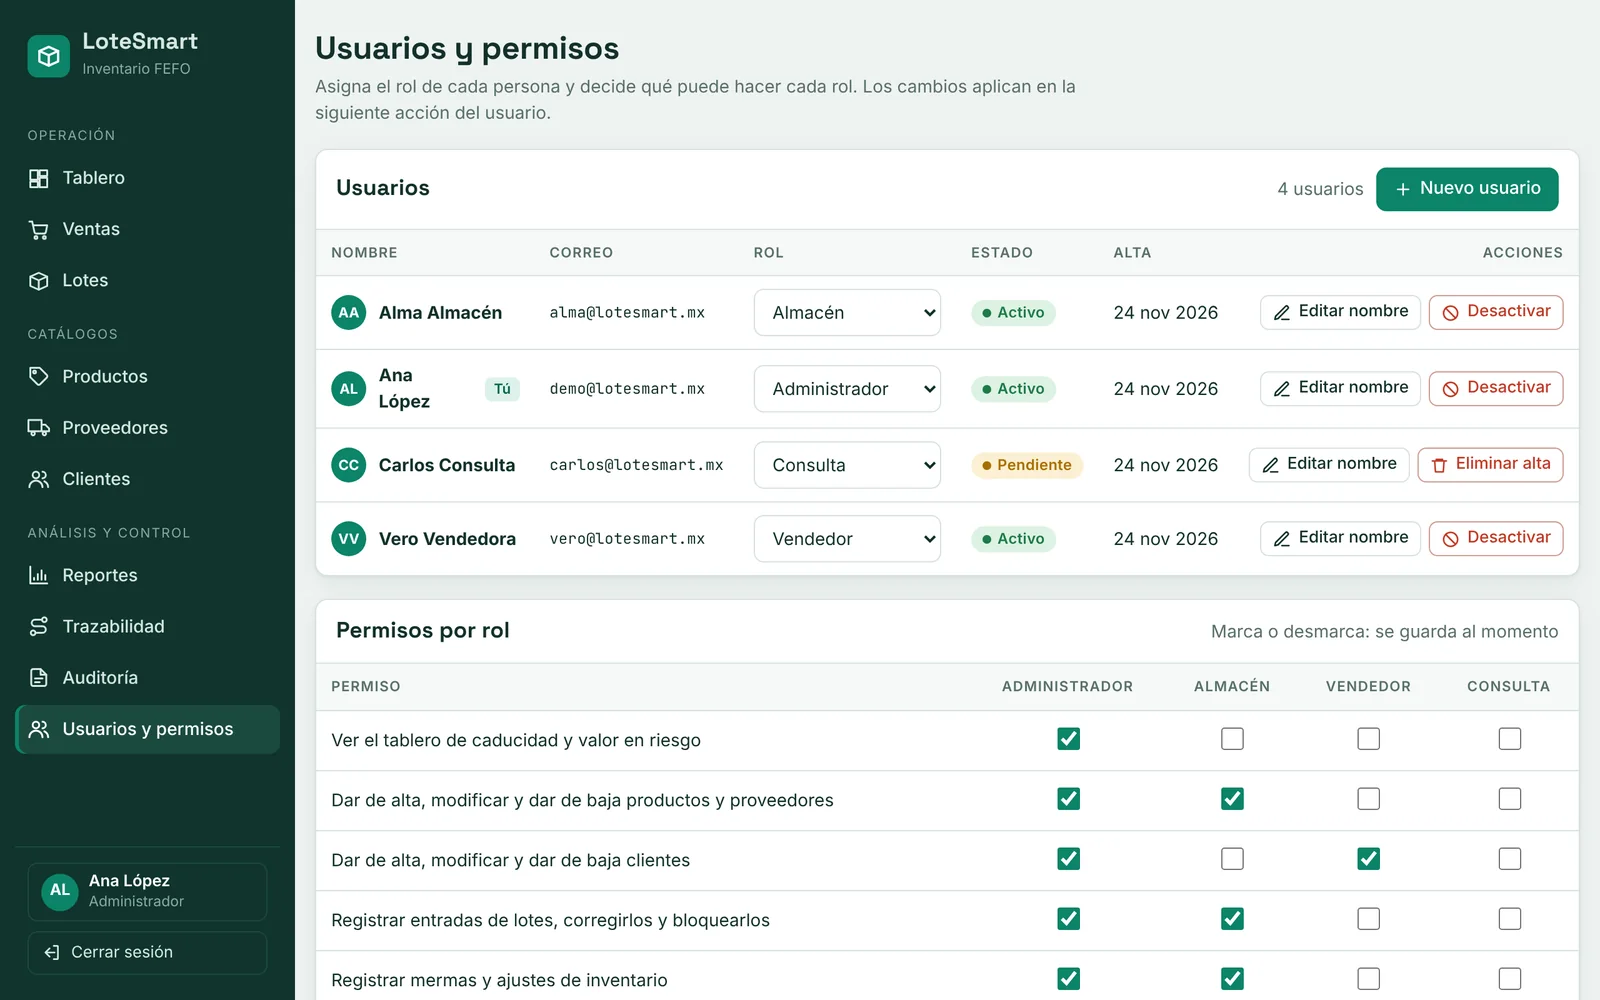 LoteSmart
Inventario FEFO
OPERACIÓN
Tablero
Ventas
Lotes
CATÁLOGOS
Productos
Proveedores
Clientes
ANÁLISIS Y CONTROL
Reportes
Trazabilidad
Auditoría
Usuarios y permisos
AL
Ana López
Administrador
Cerrar sesión
Usuarios y permisos
Asigna el rol de cada persona y decide qué puede hacer cada rol. Los cambios aplican en la
siguiente acción del usuario.
Usuarios
4 usuarios
+ Nuevo usuario
NOMBRE CORREO ROL ESTADO ALTA ACCIONES
AA Alma Almacén alma@lotesmart.mx Almacén Activo 24 nov 2026 Editar nombre Desactivar
AL Ana López Tú demo@lotesmart.mx Administrador Activo 24 nov 2026 Editar nombre Desactivar
CC Carlos Consulta carlos@lotesmart.mx Consulta Pendiente 24 nov 2026 Editar nombre Eliminar alta
VV Vero Vendedora vero@lotesmart.mx Vendedor Activo 24 nov 2026 Editar nombre Desactivar
Permisos por rol
Marca o desmarca: se guarda al momento
PERMISO ADMINISTRADOR ALMACÉN VENDEDOR CONSULTA
Ver el tablero de caducidad y valor en riesgo
Dar de alta, modificar y dar de baja productos y proveedores
Dar de alta, modificar y dar de baja clientes
Registrar entradas de lotes, corregirlos y bloquearlos
Registrar mermas y ajustes de inventario